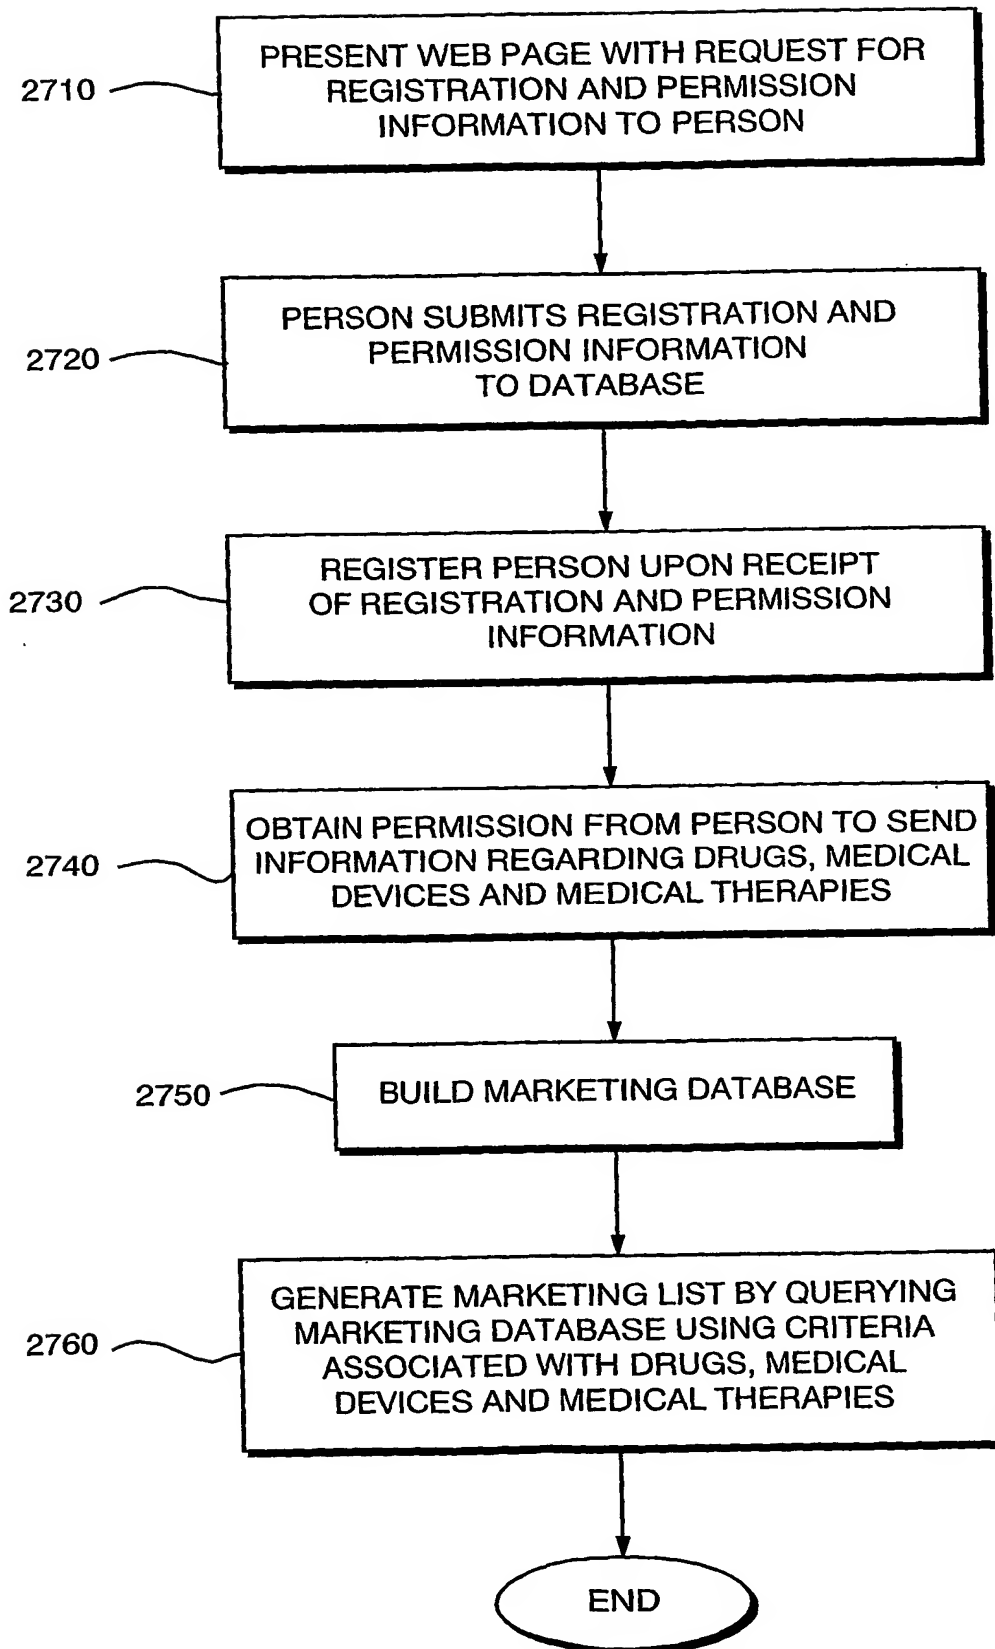 2710
PRESENT WEB PAGE WITH REQUEST FOR
REGISTRATION AND PERMISSION
INFORMATION TO PERSON
2720
PERSON SUBMITS REGISTRATION AND
PERMISSION INFORMATION
TO DATABASE
2730
REGISTER PERSON UPON RECEIPT
OF REGISTRATION AND PERMISSION
INFORMATION
2740
OBTAIN PERMISSION FROM PERSON TO SEND
INFORMATION REGARDING DRUGS, MEDICAL
DEVICES AND MEDICAL THERAPIES
2750
BUILD MARKETING DATABASE
2760
GENERATE MARKETING LIST BY QUERYING
MARKETING DATABASE USING CRITERIA
ASSOCIATED WITH DRUGS, MEDICAL
DEVICES AND MEDICAL THERAPIES
END